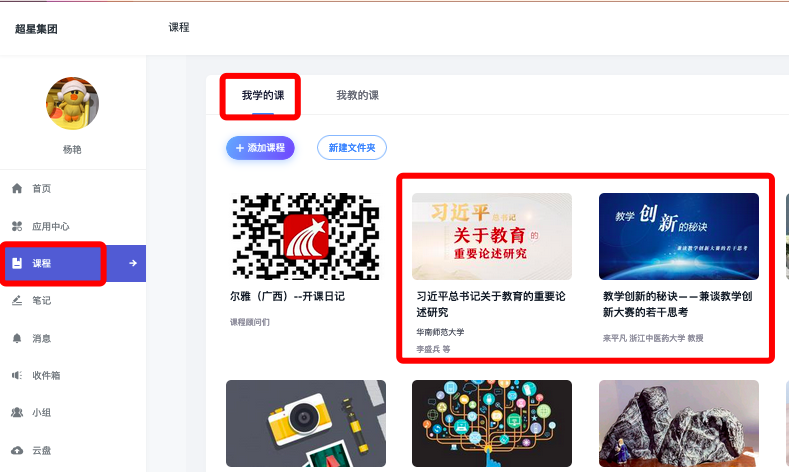 超星集团
课程
杨艳
首页
应用中心
课程
笔记
消息
收件箱
小组
云盘
我学的课
我教的课
+ 添加课程
新建文件夹
尔雅（广西）--开课日记
课程顾问们
习近平总书记
关于教育的
重要论述研究
习近平总书记关于教育的重要论
述研究
华南师范大学
李盛兵 等
教学创新的秘诀
兼谈教学创新大赛的若干思考
教学创新的秘诀——兼谈教学创
新大赛的若干思考
来平凡 浙江中医药大学 教授